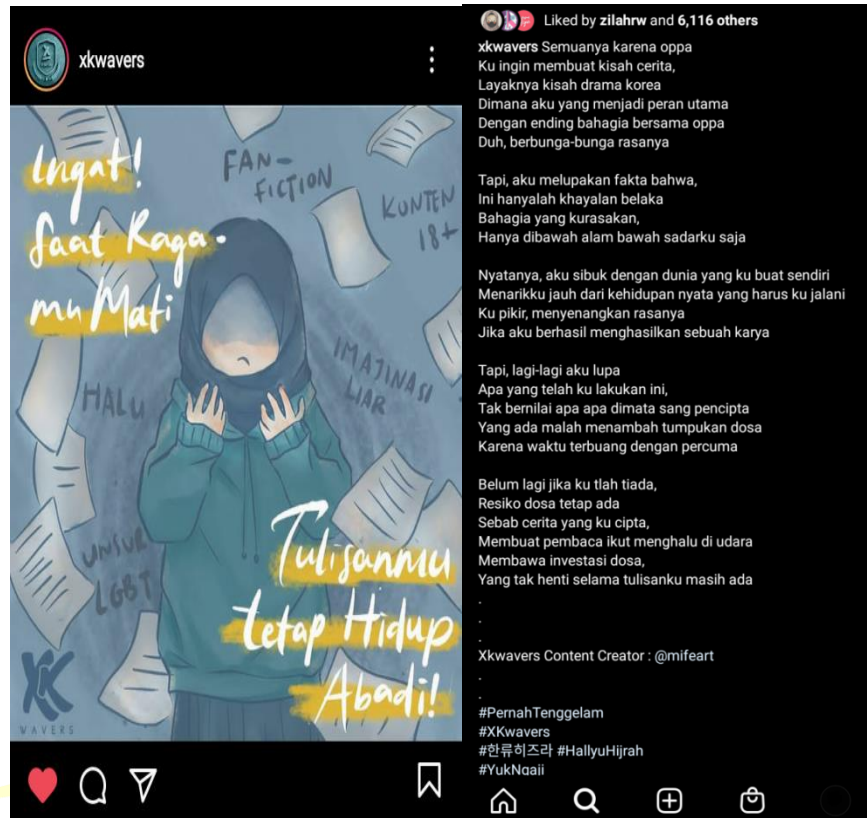 xkwavers
Ingat!
Saat Raga-
mu Mati
FAN-
FICTION
KONTEN
18+
HALU
IMAJINASI
LIAR
UNSUR
LGBT
Tulisanmu
tetap Hidup
Abadi!
XK
WAVERS
Liked by zilahrw and 6,116 others
xkwavers Semuanya karena oppa
Ku ingin membuat kisah cerita,
Layaknya kisah drama korea
Dimana aku yang menjadi peran utama
Dengan ending bahagia bersama oppa
Duh, berbunga-bunga rasanya
Tapi, aku melupakan fakta bahwa,
Ini hanyalah khayalan belaka
Bahagia yang kurasakan,
Hanya dibawah alam bawah sadarku saja
Nyatanya, aku sibuk dengan dunia yang ku buat sendiri
Menarikku jauh dari kehidupan nyata yang harus ku jalani
Ku pikir, menyenangkan rasanya
Jika aku berhasil menghasilkan sebuah karya
Tapi, lagi-lagi aku lupa
Apa yang telah ku lakukan ini,
Tak bernilai apa apa dimata sang pencipta
Yang ada malah menambah tumpukan dosa
Karena waktu terbuang dengan percuma
Belum lagi jika ku tlah tiada,
Resiko dosa tetap ada
Sebab cerita yang ku cipta,
Membuat pembaca ikut menghalu di udara
Membawa investasi dosa,
Yang tak henti selama tulisanku masih ada
.
.
.
Xkwavers Content Creator : @mifeart
.
.
#PernahTenggelam
#XKwavers
#한류히즈라 #HallyuHijrah
#YukNgaji